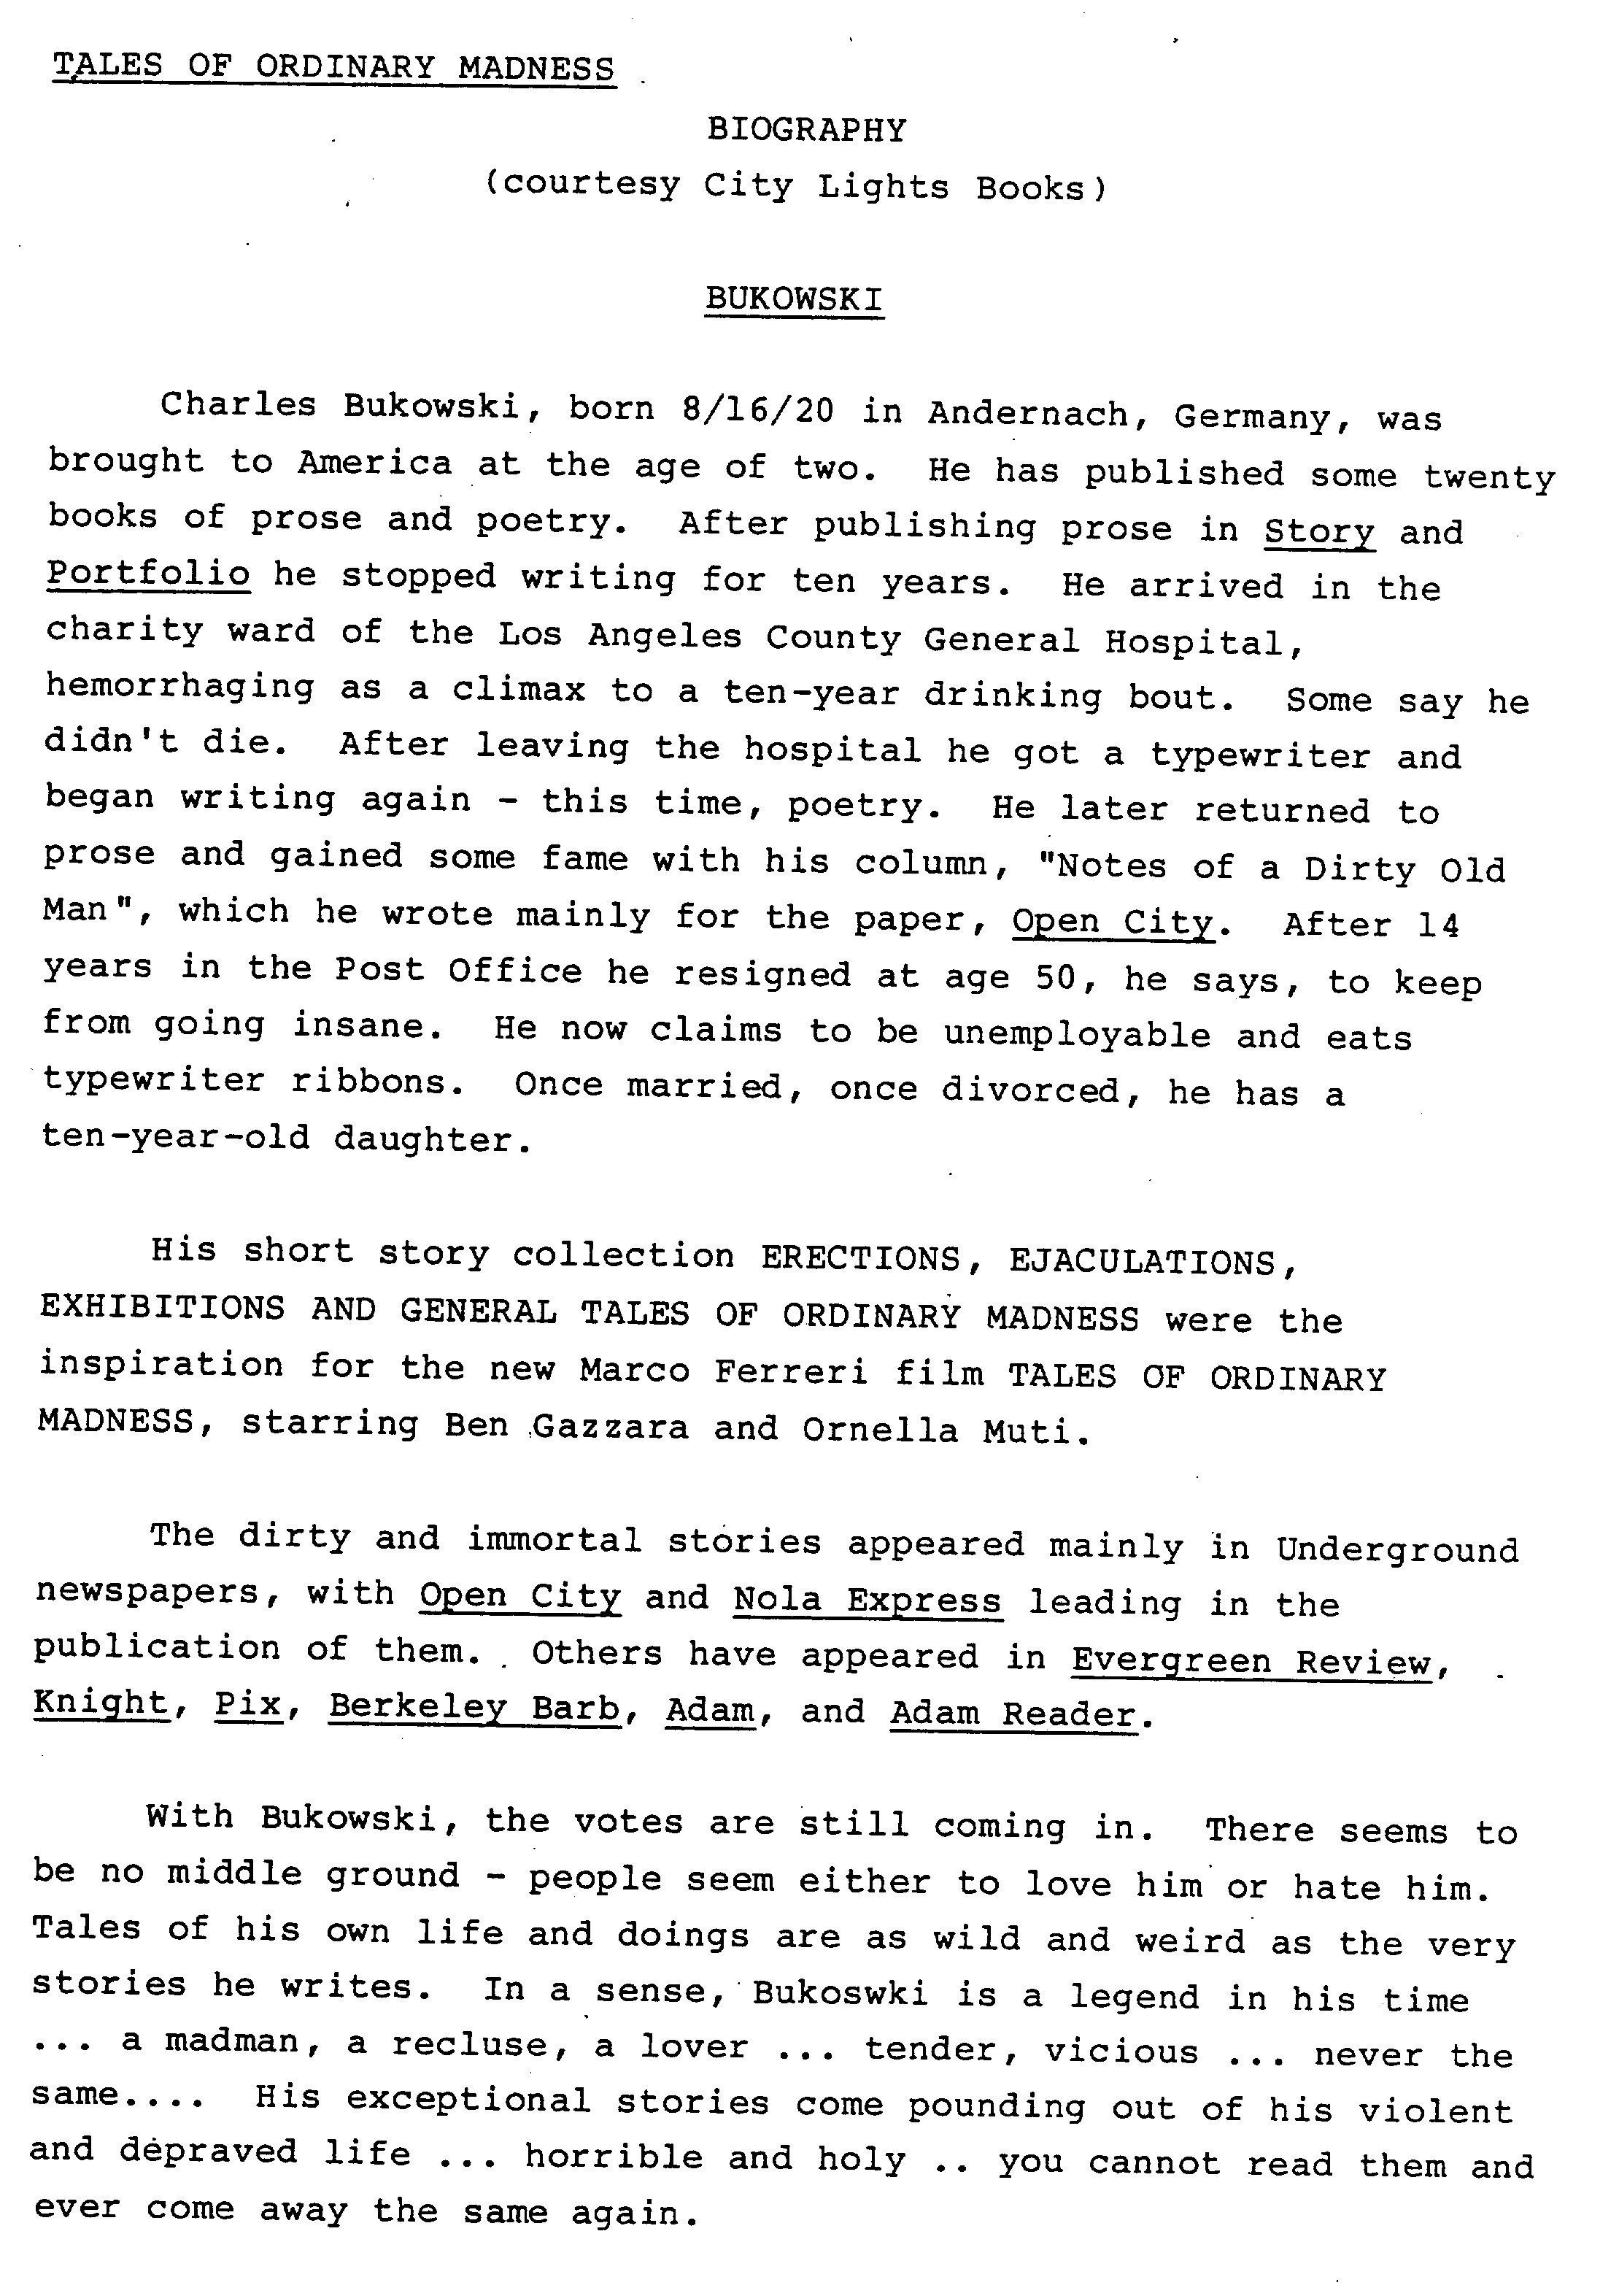 TALES OF ORDINARY MADNESS
BIOGRAPHY
(courtesy City Lights Books)
BUKOWSKI
Charles Bukowski, born 8/16/20 in Andernach, Germany, was
brought to America at the age of two. He has published some twenty
books of prose and poetry. After publishing prose in Story and
Portfolio he stopped writing for ten years. He arrived in the
charity ward of the Los Angeles County General Hospital,
hemorrhaging as a climax to a ten-year drinking bout. Some say he
didn't die. After leaving the hospital he got a typewriter and
began writing again - this time, poetry. He later returned to
prose and gained some fame with his column, "Notes of a Dirty Old
Man", which he wrote mainly for the paper, Open City. After 14
years in the Post Office he resigned at age 50, he says, to keep
from going insane. He now claims to be unemployable and eats
typewriter ribbons. Once married, once divorced, he has a
ten-year-old daughter.
His short story collection ERECTIONS, EJACULATIONS,
EXHIBITIONS AND GENERAL TALES OF ORDINARY MADNESS were the
inspiration for the new Marco Ferreri film TALES OF ORDINARY
MADNESS, starring Ben Gazzara and Ornella Muti.
The dirty and immortal stories appeared mainly in Underground
newspapers, with Open City and Nola Express leading in the
publication of them. Others have appeared in Evergreen Review,
Knight, Pix, Berkeley Barb, Adam, and Adam Reader.
With Bukowski, the votes are still coming in. There seems to
be no middle ground - people seem either to love him or hate him.
Tales of his own life and doings are as wild and weird as the very
stories he writes. In a sense, Bukoswki is a legend in his time
... a madman, a recluse, a lover ... tender, vicious ... never the
same.... His exceptional stories come pounding out of his violent
and depraved life ... horrible and holy .. you cannot read them and
ever come away the same again.